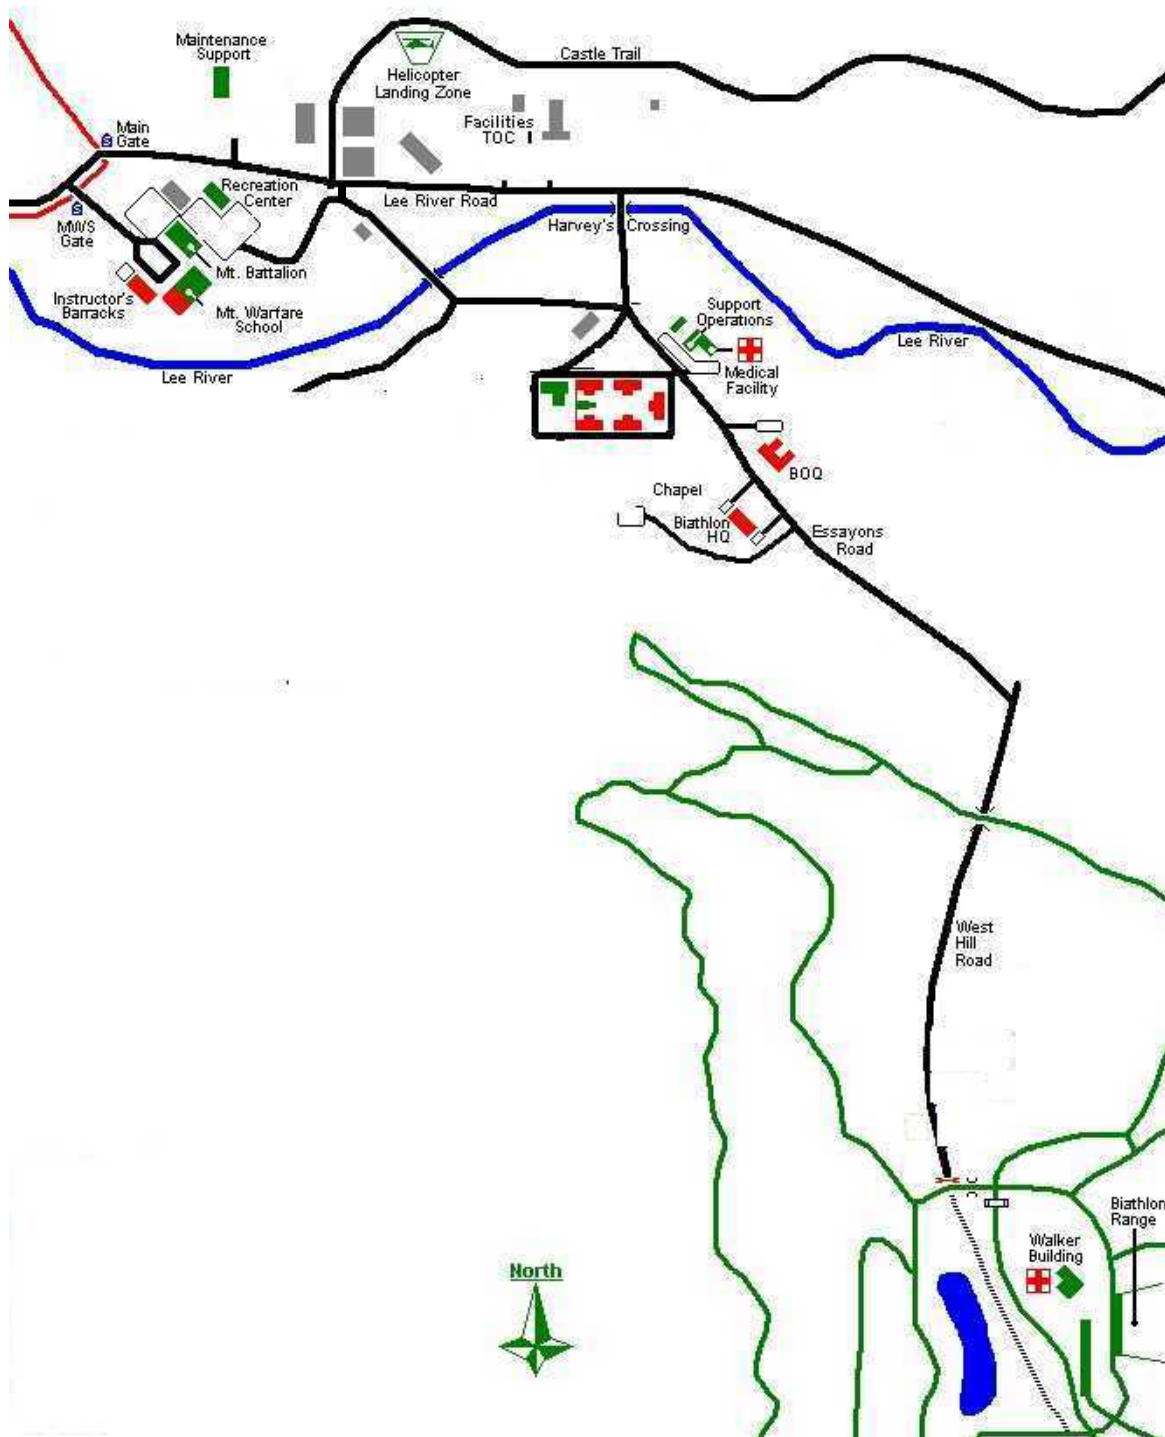 Maintenance
Support
Castle Trail
Helicopter
Landing Zone
Main
Gate
Facilities
TOC
Recreation
Center
Lee River Road
MWS
Gate
Harvey's Crossing
Mt. Battalion
Instructor's
Barracks
Mt. Warfare
School
Support
Operations
Lee River
Lee River
Medical
Facility
BOQ
Chapel
Biathlon
HQ
Essayons
Road
West
Hill
Road
Biathlon
Range
Walker
Building
North